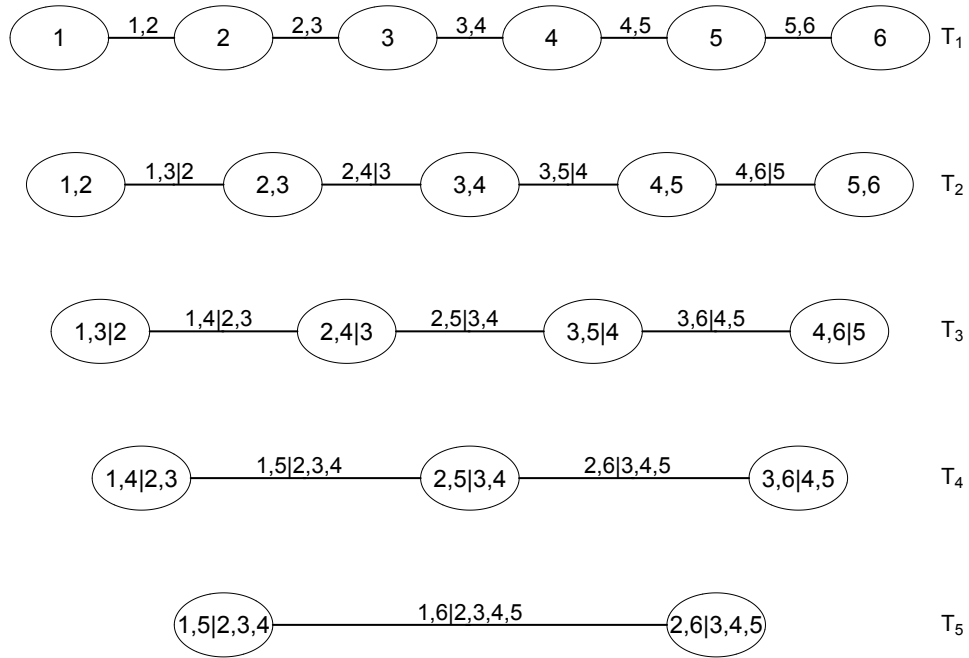 1,2 2,3 3,4 4,5 5,6
1 2 3 4 5 6 T1
1,3|2 2,4|3 3,5|4 4,6|5
1,2 2,3 3,4 4,5 5,6 T2
1,4|2,3 2,5|3,4 3,6|4,5
1,3|2 2,4|3 3,5|4 4,6|5 T3
1,5|2,3,4 2,6|3,4,5
1,4|2,3 2,5|3,4 3,6|4,5 T4
1,6|2,3,4,5
1,5|2,3,4 2,6|3,4,5 T5